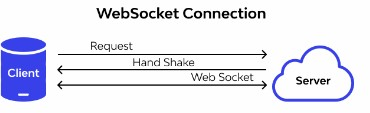 WebSocket Connection
Request
Hand Shake
Web Socket
Client
Server